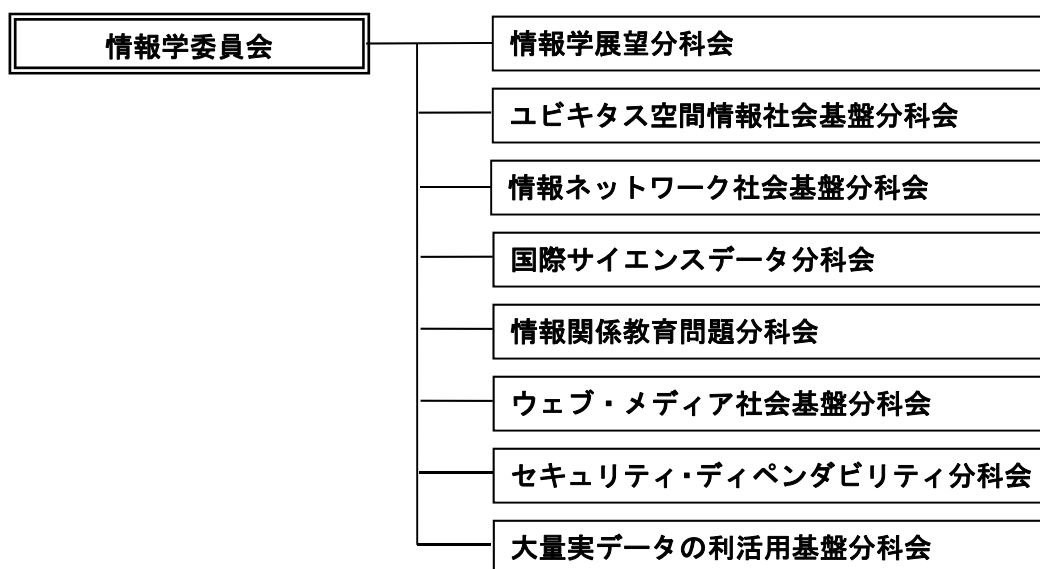 情報学委員会
情報学展望分科会
ユビキタス空間情報社会基盤分科会
情報ネットワーク社会基盤分科会
国際サイエンスデータ分科会
情報関係教育問題分科会
ウェブ・メディア社会基盤分科会
セキュリティ・ディペンダビリティ分科会
大量実データの利活用基盤分科会